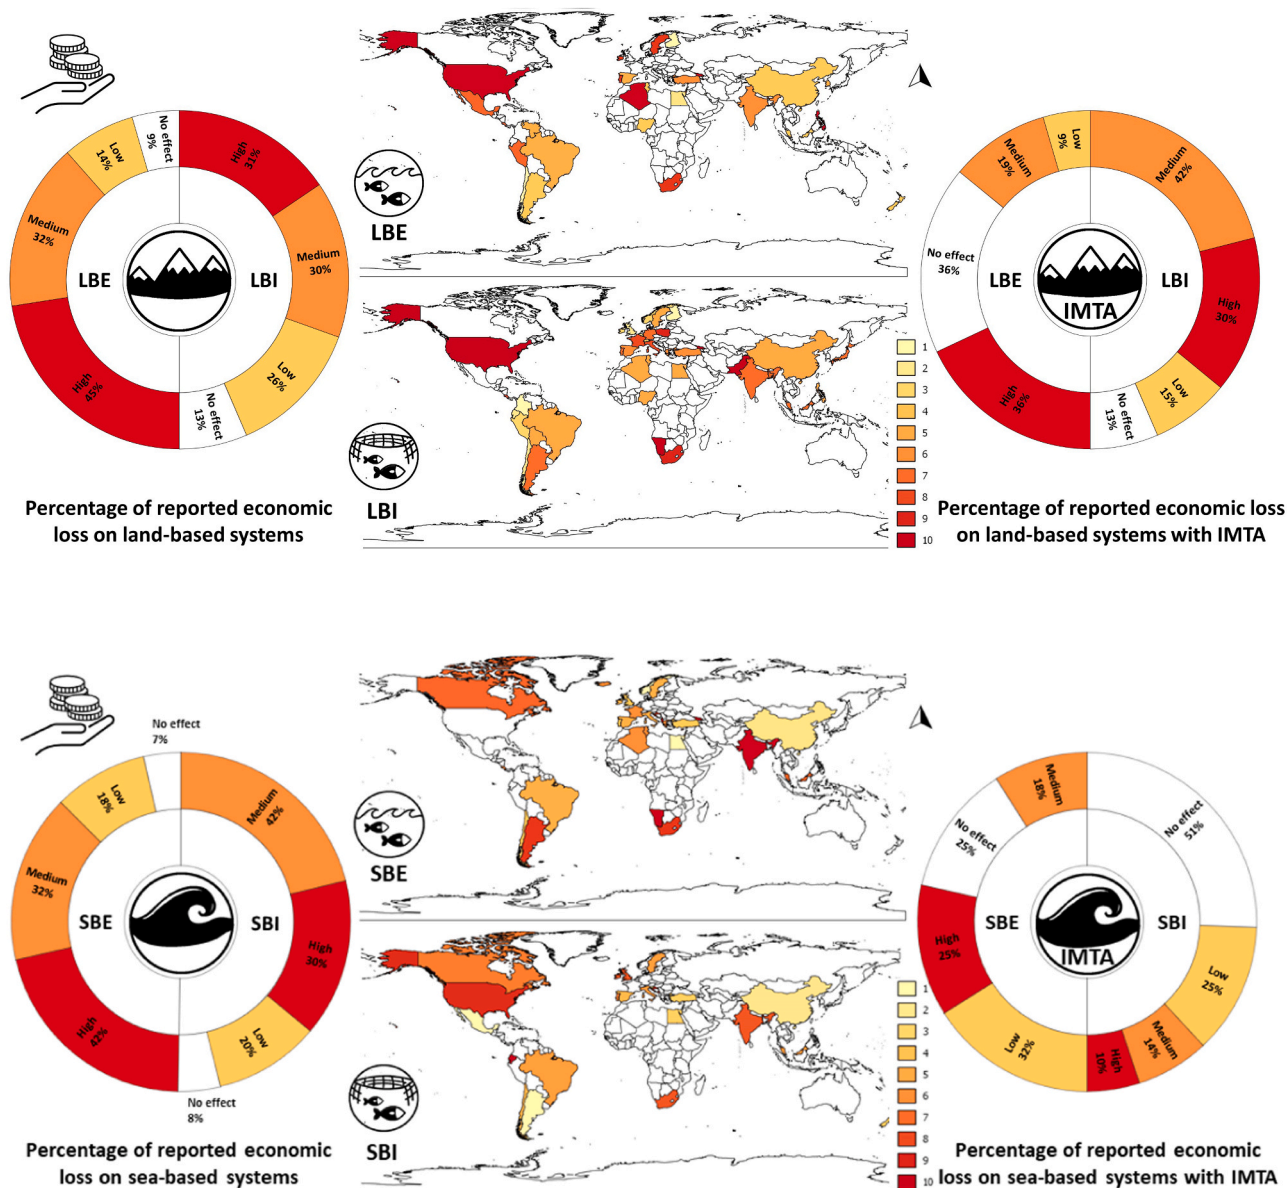 No effect
9%
Low
14%
Medium
32%
High
45%
LBE
High
31%
Medium
30%
Low
26%
No effect
13%
LBI
Percentage of reported economic
loss on land-based systems
LBE
LBI
1
2
3
4
5
6
7
8
9
10
Low
9%
Medium
19%
No effect
36%
High
36%
LBE
IMTA
Medium
42%
High
30%
Low
15%
No effect
13%
LBI
Percentage of reported economic loss
on land-based systems with IMTA
No effect
7%
Low
18%
Medium
32%
High
42%
SBE
Medium
42%
High
30%
Low
20%
No effect
8%
SBI
Percentage of reported economic
loss on sea-based systems
SBE
SBI
1
2
3
4
5
6
7
8
9
10
Medium
18%
No effect
25%
High
25%
Low
32%
SBE
IMTA
No effect
51%
Low
25%
Medium
14%
High
10%
SBI
Percentage of reported economic
loss on sea-based systems with IMTA